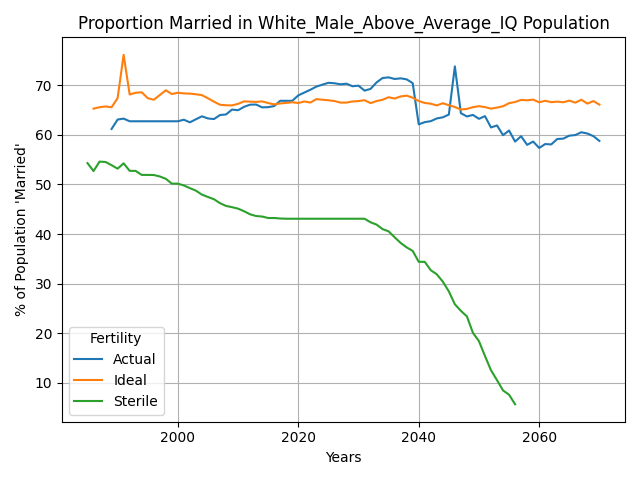 Proportion Married in White_Male_Above_Average_IQ Population
% of Population 'Married'
70
60
50
40
30
20
10
Fertility
Actual
Ideal
Sterile
2000
2020
2040
2060
Years